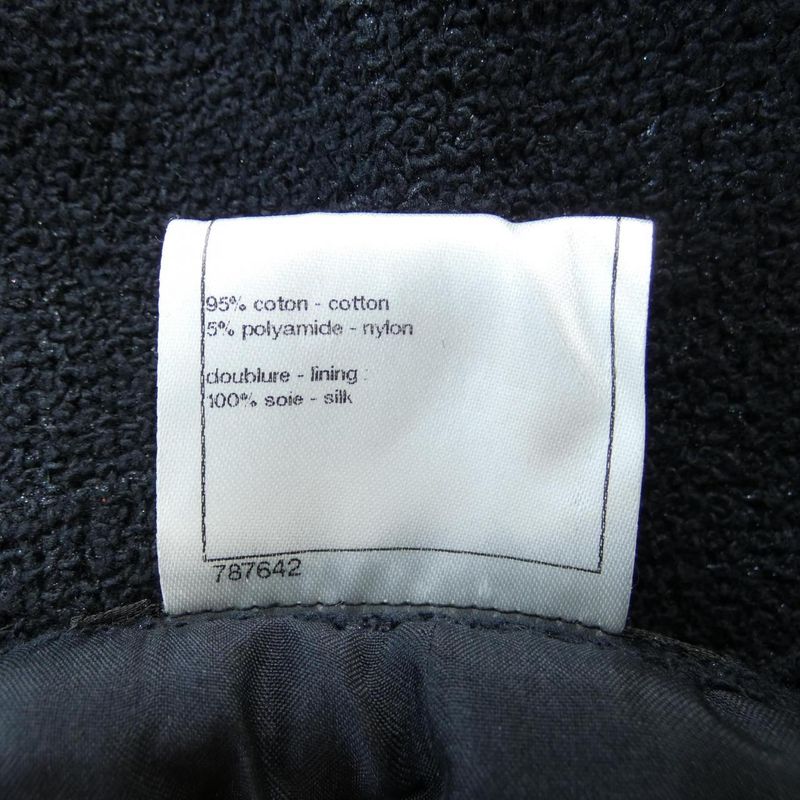 95% coton - cotton
5% polyamide - nylon
doublure - lining :
100% soie - silk
787642